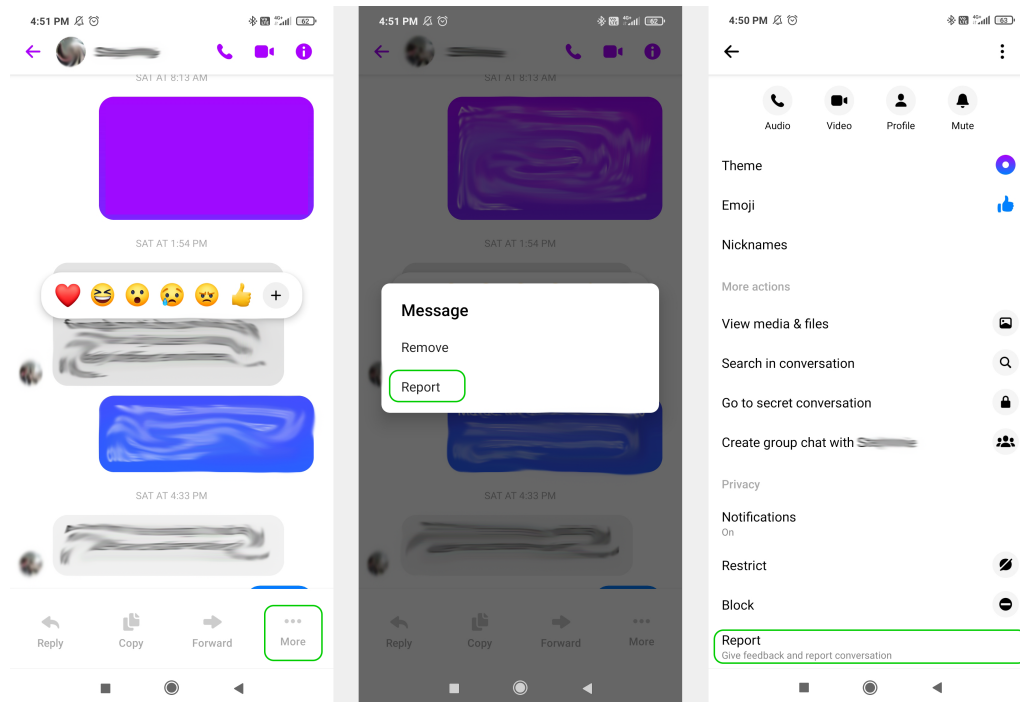 4:51 PM
62
SAT AT 8:13 AM
SAT AT 1:54 PM
SAT AT 4:33 PM
Reply
Copy
Forward
More
4:51 PM
62
SAT AT 8:13 AM
SAT AT 1:54 PM
Message
Remove
Report
SAT AT 4:33 PM
Reply
Copy
Forward
More
4:50 PM
63
Audio
Video
Profile
Mute
Theme
Emoji
Nicknames
More actions
View media & files
Search in conversation
Go to secret conversation
Create group chat with
Privacy
Notifications
On
Restrict
Block
Report
Give feedback and report conversation